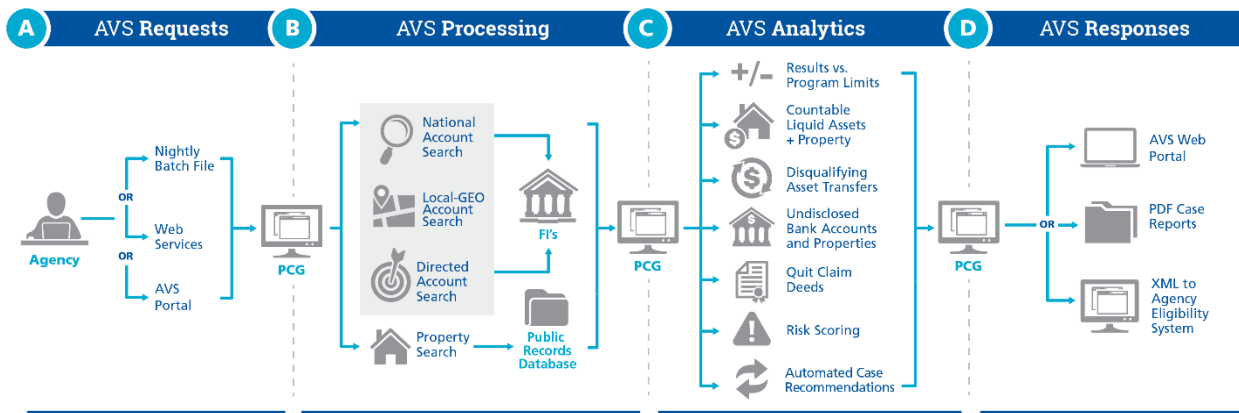 A
AVS Requests
B
AVS Processing
C
AVS Analytics
D
AVS Responses
Agency
OR
OR
Nightly
Batch File
Web
Services
AVS
Portal
PCG
National
Account
Search
Local-GEO
Account
Search
Directed
Account
Search
Property
Search
FI's
Public
Records
Database
PCG
+/-
Results vs.
Program Limits
Countable
Liquid Assets
+ Property
Disqualifying
Asset Transfers
Undisclosed
Bank Accounts
and Properties
Quit Claim
Deeds
Risk Scoring
Automated Case
Recommendations
$
$
$
PCG
OR
AVS Web
Portal
PDF Case
Reports
XML to
Agency
Eligibility
System